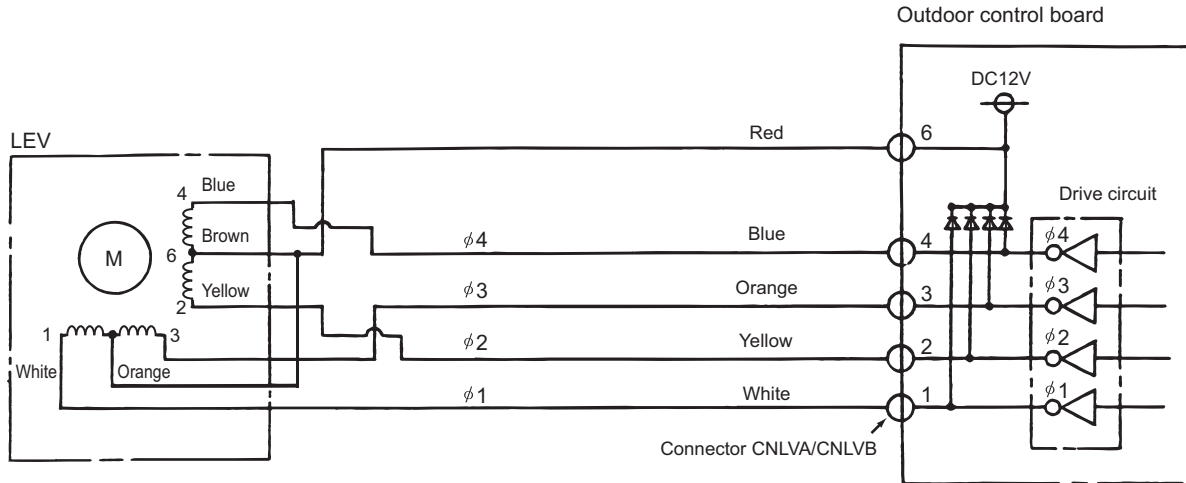 Outdoor control board
DC12V
LEV
Red
6
Drive circuit
4
Blue
Brown
6
Yellow
2
M
1
3
White
Orange
ϕ4
Blue
4
ϕ4
ϕ3
Orange
3
ϕ3
ϕ2
Yellow
2
ϕ2
ϕ1
White
1
ϕ1
Connector CNLVA/CNLVB